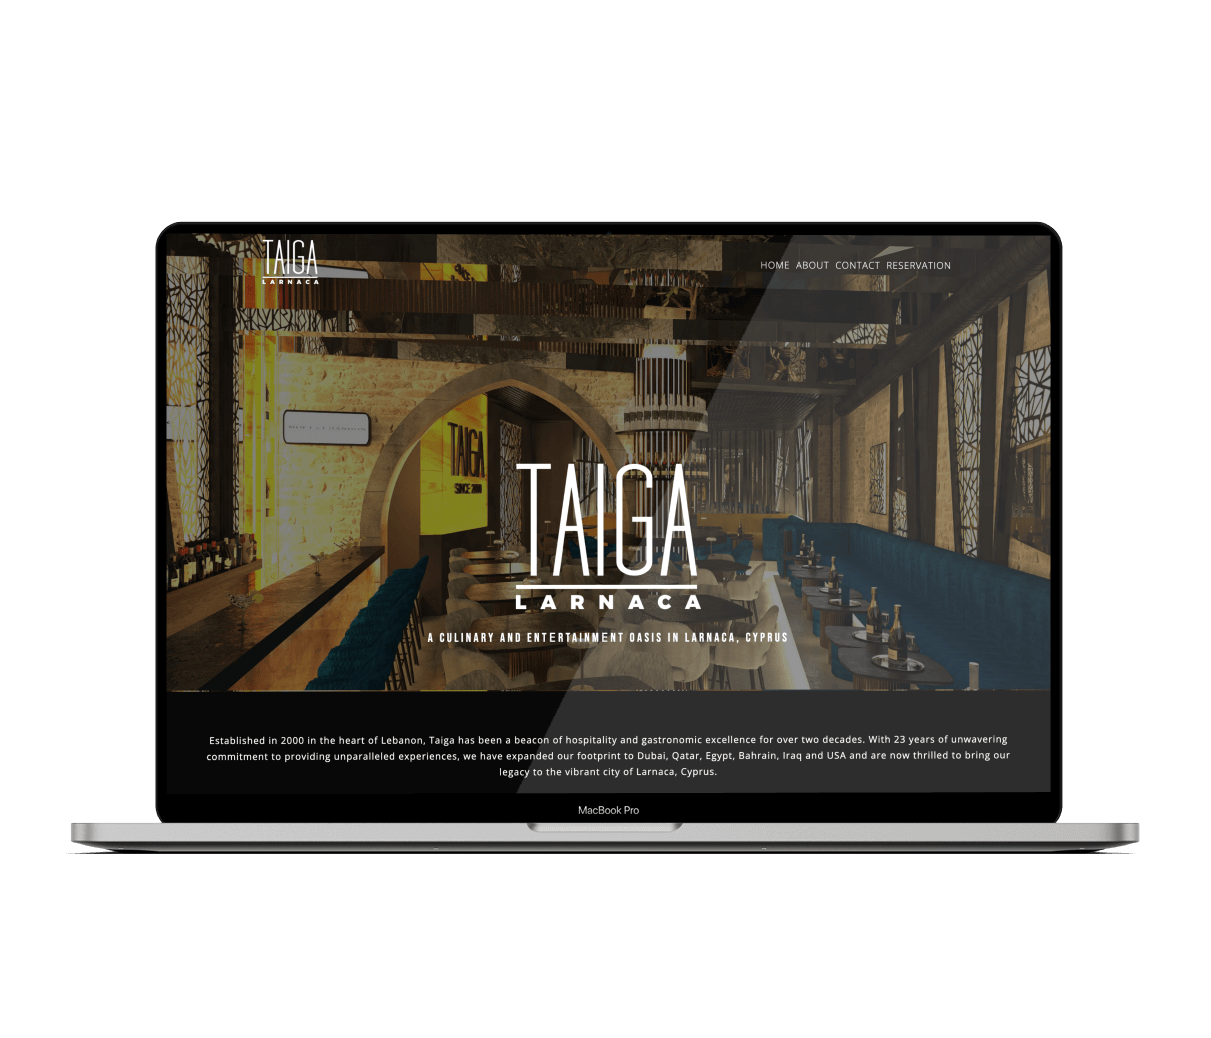 TAIGA
LARNACA
HOME ABOUT CONTACT RESERVATION
TAIGA
SINCE 2000
TAIGA
LARNACA
A CULINARY AND ENTERTAINMENT OASIS IN LARNACA, CYPRUS
Established in 2000 in the heart of Lebanon, Taiga has been a beacon of hospitality and gastronomic excellence for over two decades. With 23 years of unwavering
commitment to providing unparalleled experiences, we have expanded our footprint to Dubai, Qatar, Egypt, Bahrain, Iraq and USA and are now thrilled to bring our
legacy to the vibrant city of Larnaca, Cyprus.
MacBook Pro